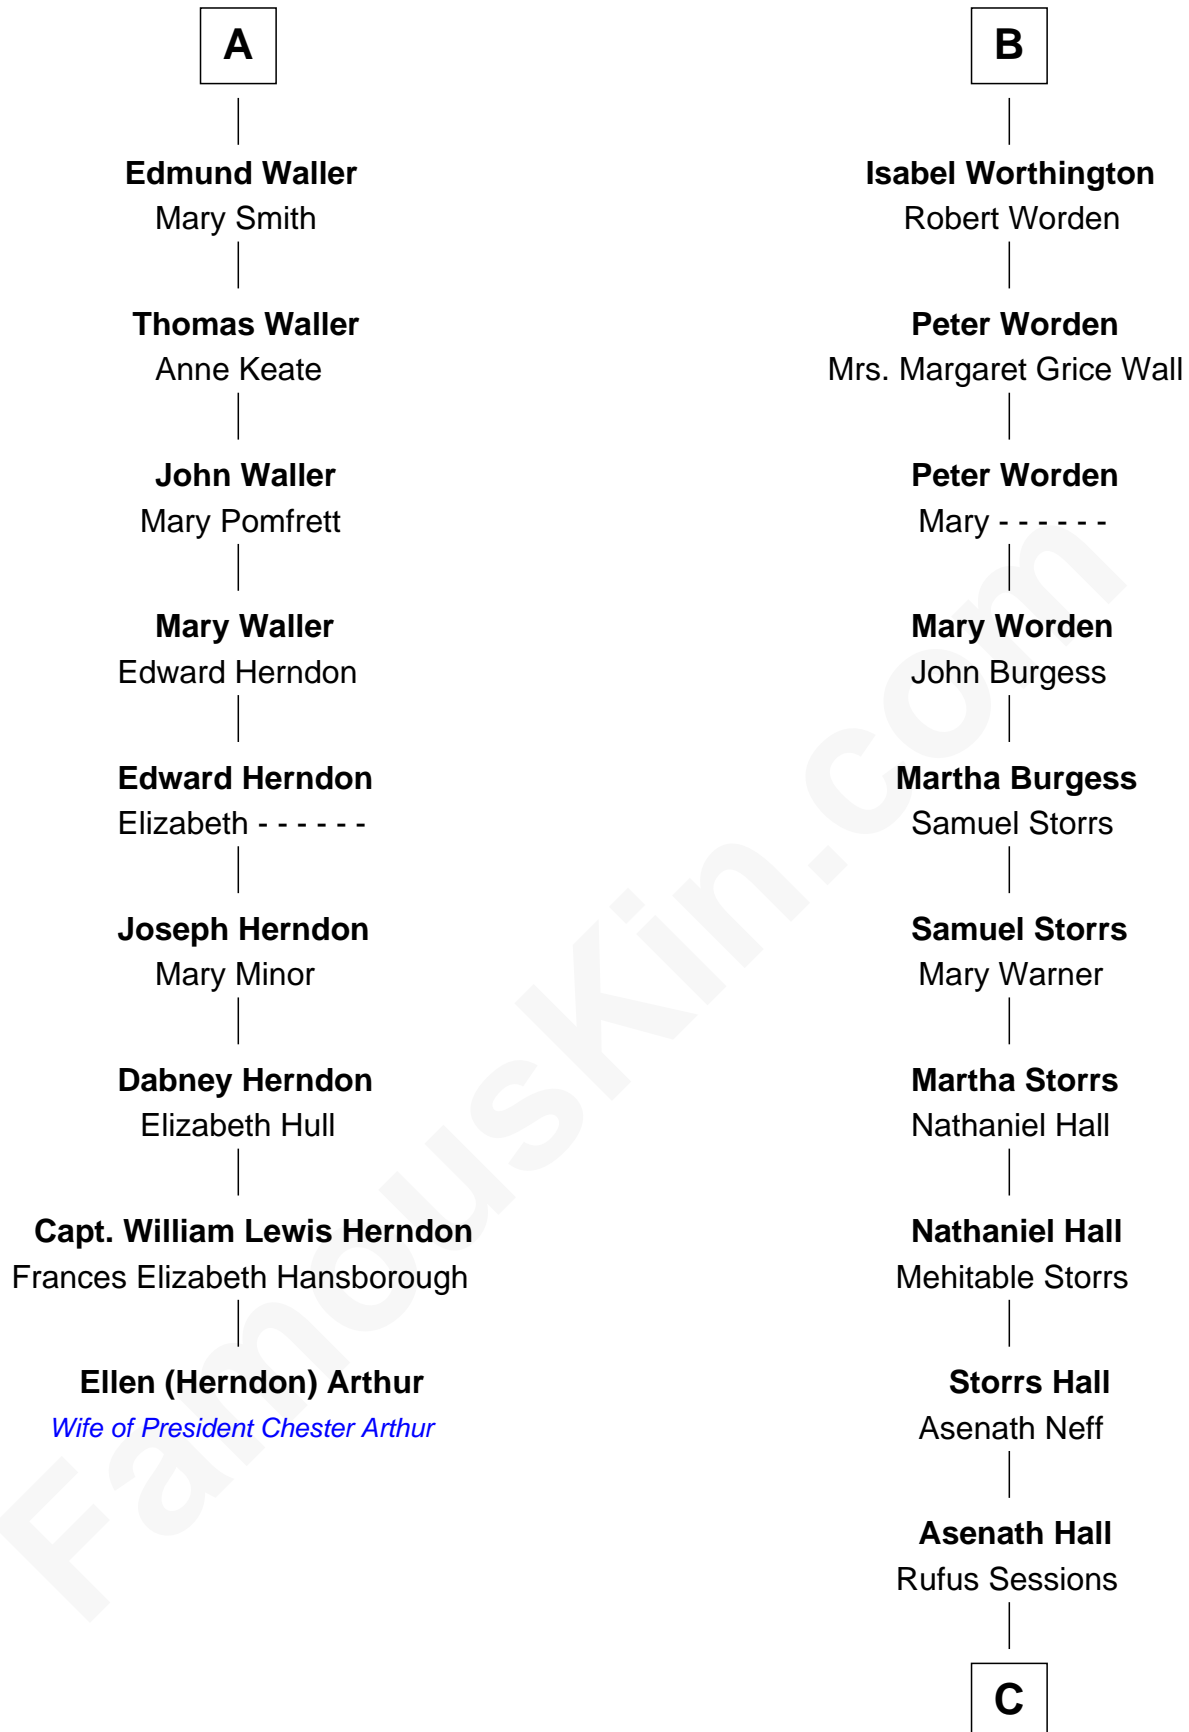 A
Edmund Waller
Mary Smith
Thomas Waller
Anne Keate
John Waller
Mary Pomfrett
Mary Waller
Edward Herndon
Edward Herndon
Elizabeth - - - - - -
Joseph Herndon
Mary Minor
Dabney Herndon
Elizabeth Hull
Capt. William Lewis Herndon
Frances Elizabeth Hansborough
Ellen (Herndon) Arthur
Wife of President Chester Arthur
B
Isabel Worthington
Robert Worden
Peter Worden
Mrs. Margaret Grice Wall
Peter Worden
Mary - - - - - -
Mary Worden
John Burgess
Martha Burgess
Samuel Storrs
Samuel Storrs
Mary Warner
Martha Storrs
Nathaniel Hall
Nathaniel Hall
Mehitable Storrs
Storrs Hall
Asenath Neff
Asenath Hall
Rufus Sessions
C
FamousKin.com